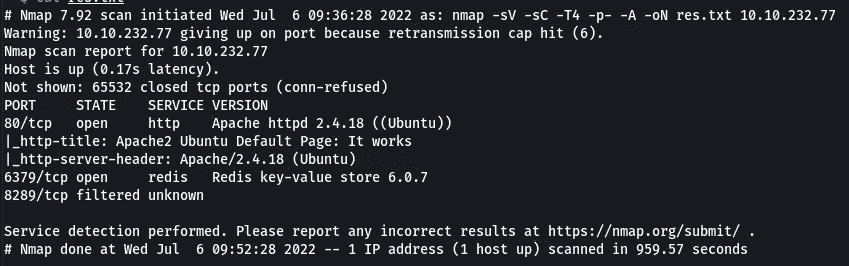 # Nmap 7.92 scan initiated Wed Jul  6 09:36:28 2022 as: nmap -sV -sC -T4 -p- -A -oN res.txt 10.10.232.77
Warning: 10.10.232.77 giving up on port because retransmission cap hit (6).
Nmap scan report for 10.10.232.77
Host is up (0.17s latency).
Not shown: 65532 closed tcp ports (conn-refused)
PORT     STATE    SERVICE VERSION
80/tcp   open     http    Apache httpd 2.4.18 ((Ubuntu))
|_http-title: Apache2 Ubuntu Default Page: It works
|_http-server-header: Apache/2.4.18 (Ubuntu)
6379/tcp open     redis   Redis key-value store 6.0.7
8289/tcp filtered unknown

Service detection performed. Please report any incorrect results at https://nmap.org/submit/ .
# Nmap done at Wed Jul  6 09:52:28 2022 -- 1 IP address (1 host up) scanned in 959.57 seconds